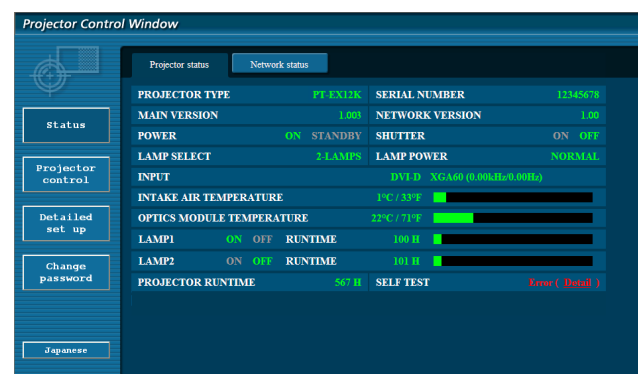 Projector Control Window
Projector status Network status
PROJECTOR TYPE PT-EX12K SERIAL NUMBER 12345678
MAIN VERSION 1.003 NETWORK VERSION 1.00
POWER ON STANDBY SHUTTER ON OFF
LAMP SELECT 2-LAMPS LAMP POWER NORMAL
INPUT DVI-D XGA60 (0.00kHz/0.00Hz)
INTAKE AIR TEMPERATURE 1°C / 33°F
OPTICS MODULE TEMPERATURE 22°C / 71°F
LAMP1 ON OFF RUNTIME 100 H
LAMP2 ON OFF RUNTIME 101 H
PROJECTOR RUNTIME 567 H SELF TEST Error ( Detail )
Status
Projector
control
Detailed
set up
Change
password
Japanese